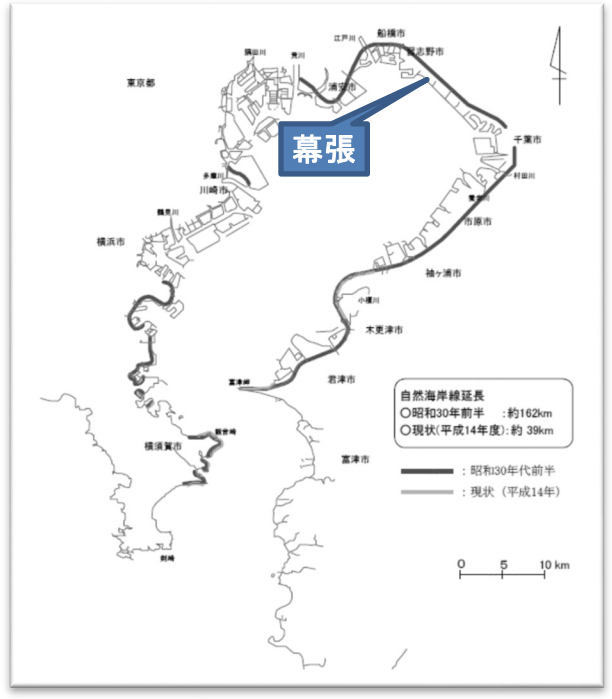 船橋市
江戸川
習志野市
隅田川
荒川
東京都
浦安市
幕張
千葉市
多摩川
村田川
川崎市
養老川
鶴見川
市原市
横浜市
袖ヶ浦市
小櫃川
木更津市
富津岬
君津市
自然海岸線延長
〇昭和30年前半 :約162km
〇現状(平成14年度):約 39km
観音崎
横須賀市
富津市
:昭和30年代前半
:現状(平成14年)
剱崎
0 5 10 km